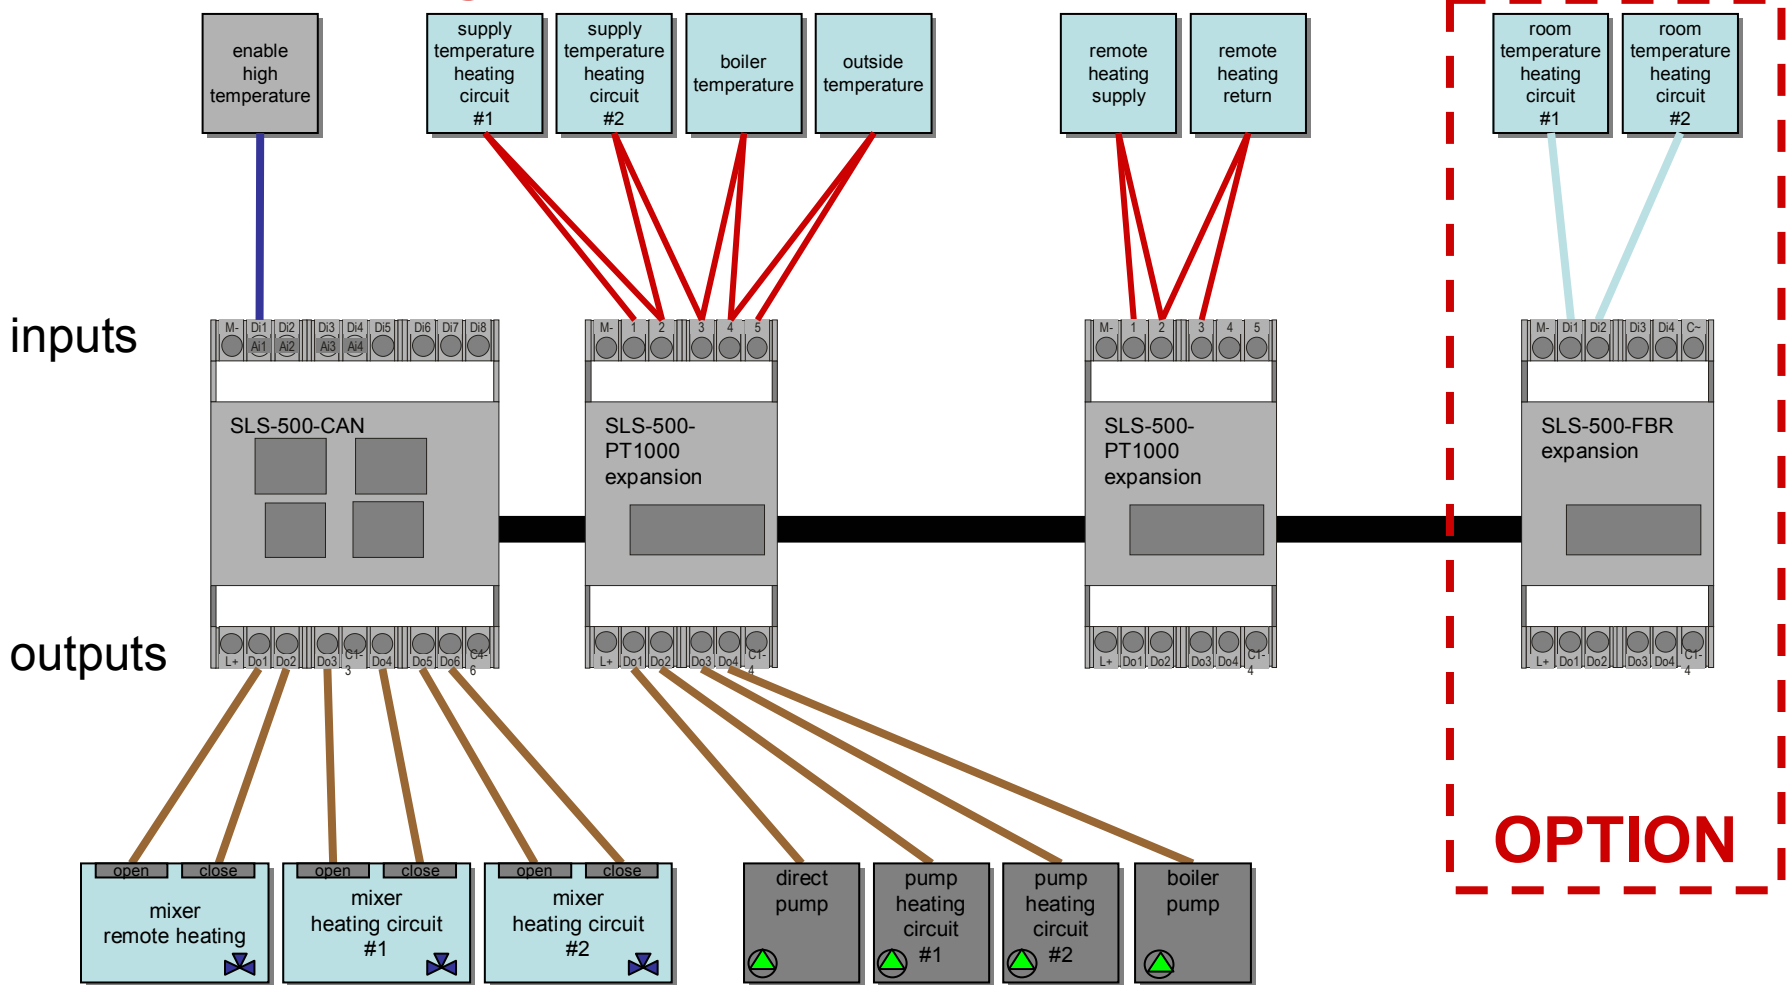 enable
high
temperature
supply
temperature
heating
circuit
#1
supply
temperature
heating
circuit
#2
boiler
temperature
outside
temperature
remote
heating
supply
remote
heating
return
room
temperature
heating
circuit
#1
room
temperature
heating
circuit
#2
inputs
M- Di1 Di2 Di3 Di4 Di5 Di6 Di7 Di8
Ai1 Ai2 Ai3 Ai4
M- 1 2 3 4 5
M- 1 2 3 4 5
M- Di1 Di2 Di3 Di4 C~
SLS-500-CAN
SLS-500-
PT1000
expansion
SLS-500-
PT1000
expansion
SLS-500-FBR
expansion
outputs
L+ Do1 Do2 Do3 C1-
3
Do4 Do5 Do6 C4-
6
L+ Do1 Do2 Do3 Do4 C1-
4
L+ Do1 Do2 Do3 Do4 C1-
4
L+ Do1 Do2 Do3 Do4 C1-
4
open close
mixer
remote heating
open close
mixer
heating circuit
#1
open close
mixer
heating circuit
#2
direct
pump
pump
heating
circuit
#1
pump
heating
circuit
#2
boiler
pump
OPTION